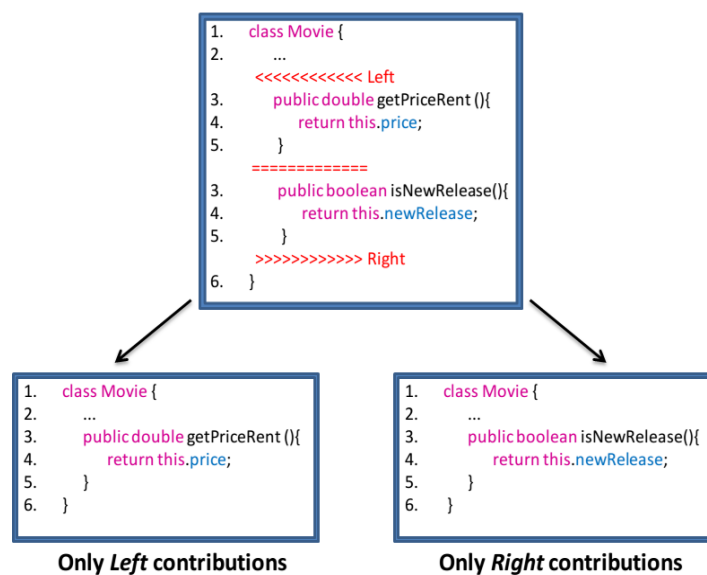 1. class Movie {
2. ...
<<<<<<<<<<<< Left
3. public double getPriceRent (){
4. return this.price;
5. }
=============
3. public boolean isNewRelease(){
4. return this.newRelease;
5. }
>>>>>>>>>>>> Right
6. }
1. class Movie {
2. ...
3. public double getPriceRent (){
4. return this.price;
5. }
6. }
Only Left contributions
1. class Movie {
2. ...
3. public boolean isNewRelease(){
4. return this.newRelease;
5. }
6. }
Only Right contributions